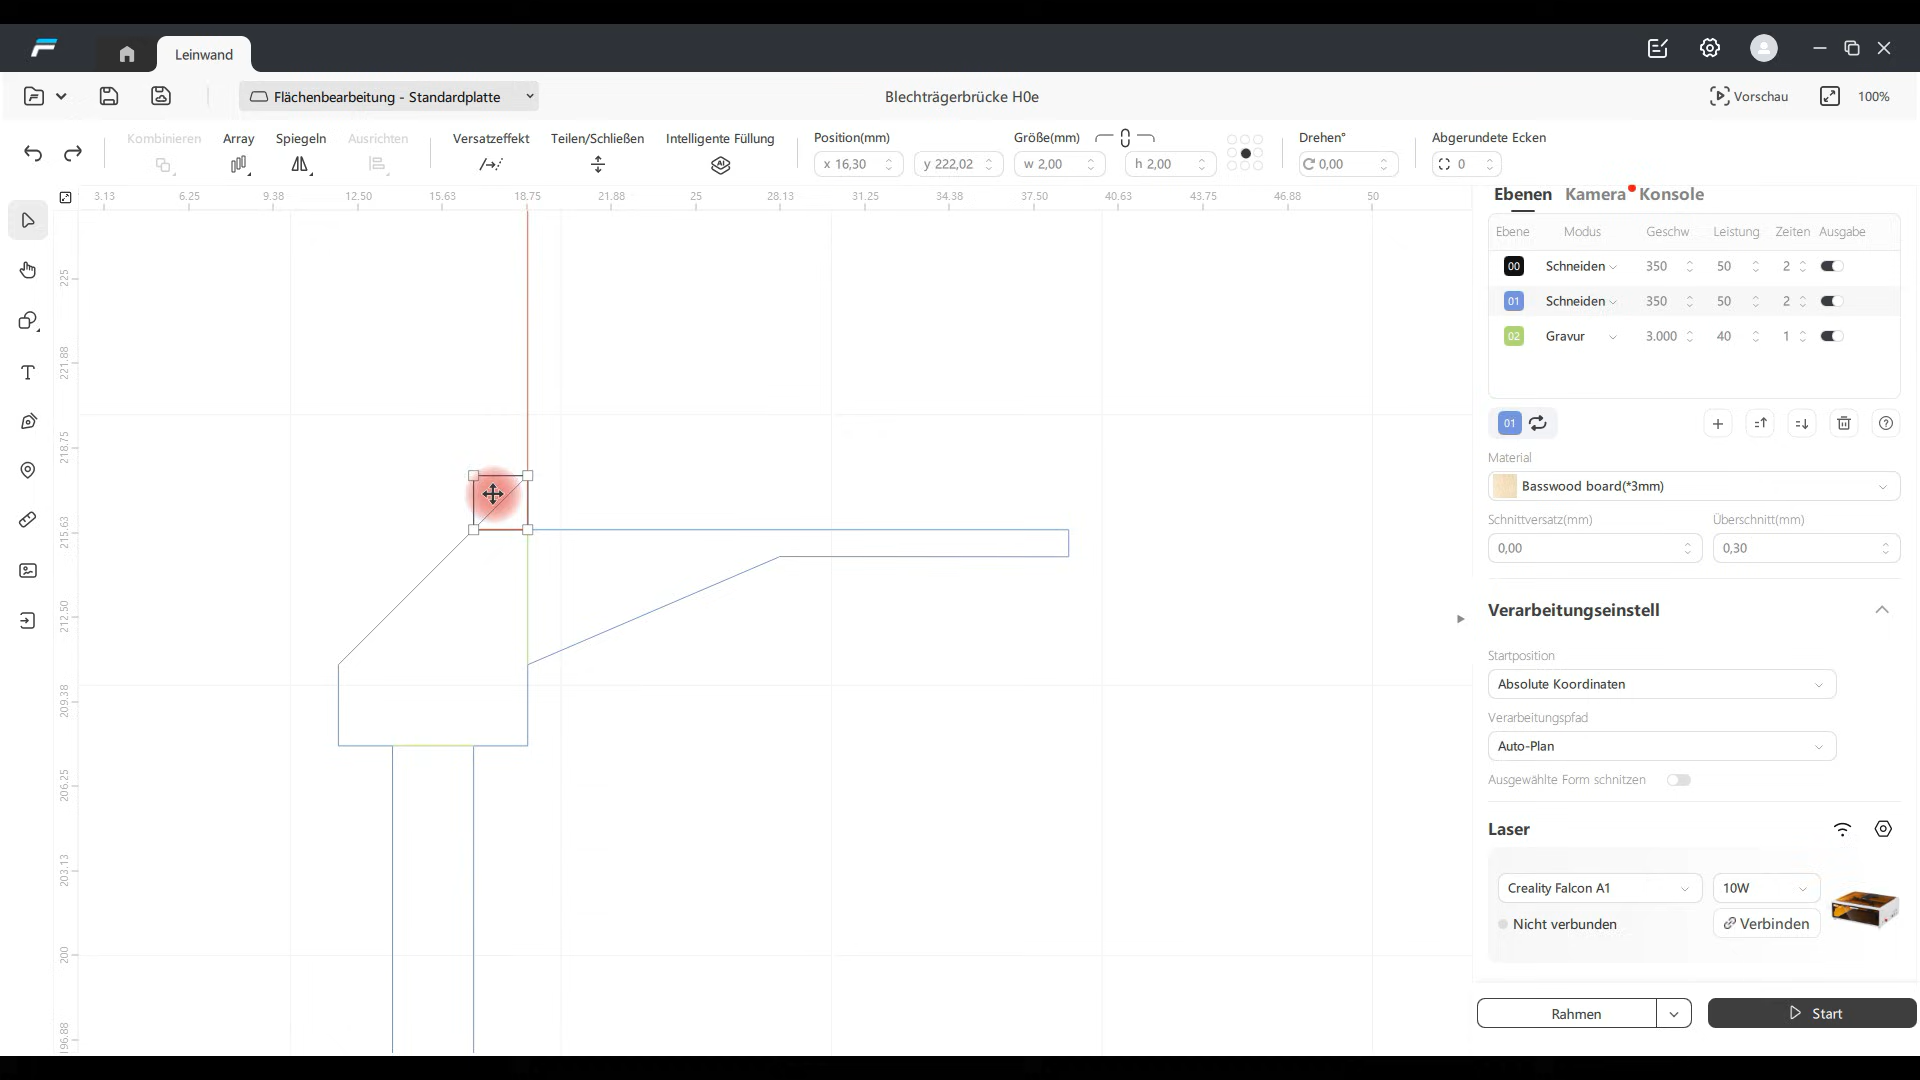 Leinwand
Flächenbearbeitung - Standardplatte
Blechträgerbrücke H0e
Vorschau
100%
Kombinieren Array Spiegeln Ausrichten Versatzeffekt Teilen/Schließen Intelligente Füllung Position(mm) Größe(mm) Drehen° Abgerundete Ecken
AI
x 16,30 y 222,02 w 2,00 h 2,00 0,00 0
3.13 6.25 9.38 12.50 15.63 18.75 21.88 25 28.13 31.25 34.38 37.50 40.63 43.75 46.88 50
225
221.88
218.75
215.63
212.50
209.38
206.25
203.13
200
196.88
Ebenen Kamera Konsole
Ebene Modus Geschw Leistung Zeiten Ausgabe
00 Schneiden 350 50 2
01 Schneiden 350 50 2
02 Gravur 3.000 40 1
01
Material
Basswood board(*3mm)
Schnittversatz(mm) Überschnitt(mm)
0,00 0,30
Verarbeitungseinstell
Startposition
Absolute Koordinaten
Verarbeitungspfad
Auto-Plan
Ausgewählte Form schnitzen
Laser
Creality Falcon A1 10W
Nicht verbunden Verbinden
Rahmen Start